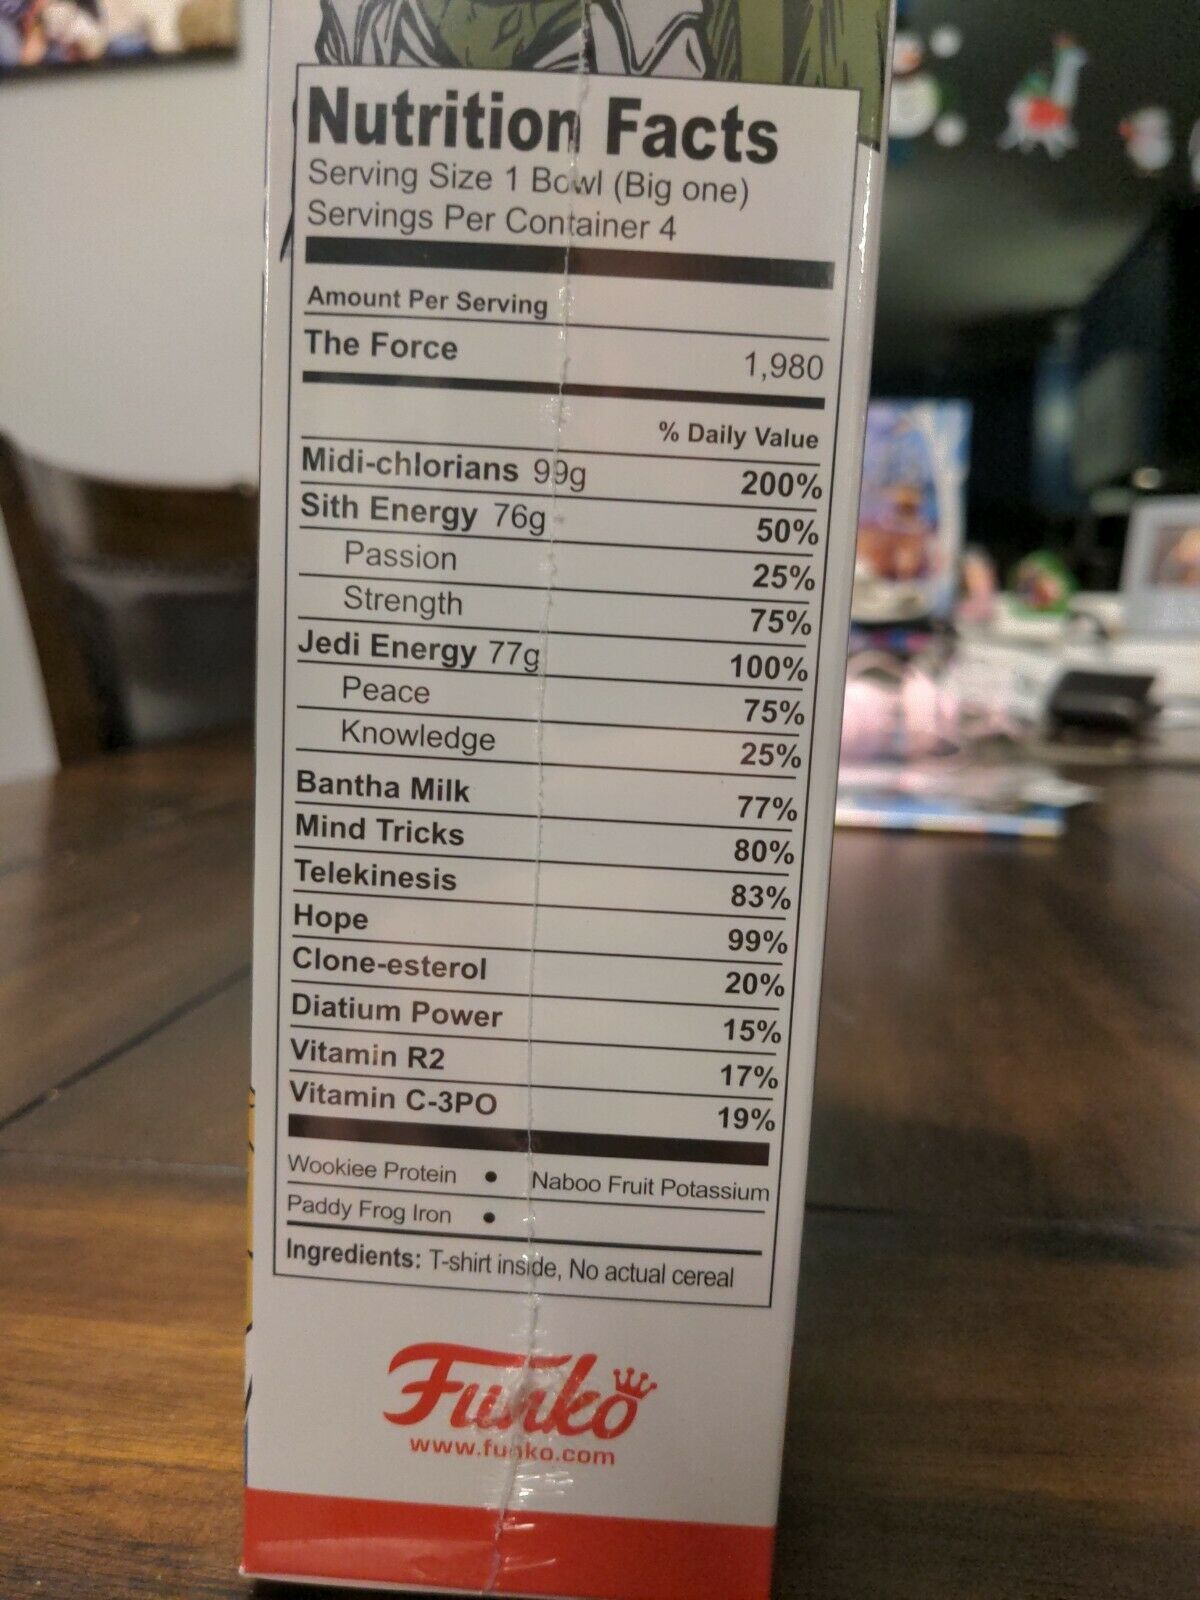 Nutrition Facts
Serving Size 1 Bowl (Big one)
Servings Per Container 4
Amount Per Serving
The Force 1,980
% Daily Value
Midi-chlorians 99g 200%
Sith Energy 76g 50%
Passion 25%
Strength 75%
Jedi Energy 77g 100%
Peace 75%
Knowledge 25%
Bantha Milk 77%
Mind Tricks 80%
Telekinesis 83%
Hope 99%
Clone-esterol 20%
Diatium Power 15%
Vitamin R2 17%
Vitamin C-3PO 19%
Wookiee Protein • Naboo Fruit Potassium
Paddy Frog Iron •
Ingredients: T-shirt inside, No actual cereal
Funko
www.funko.com